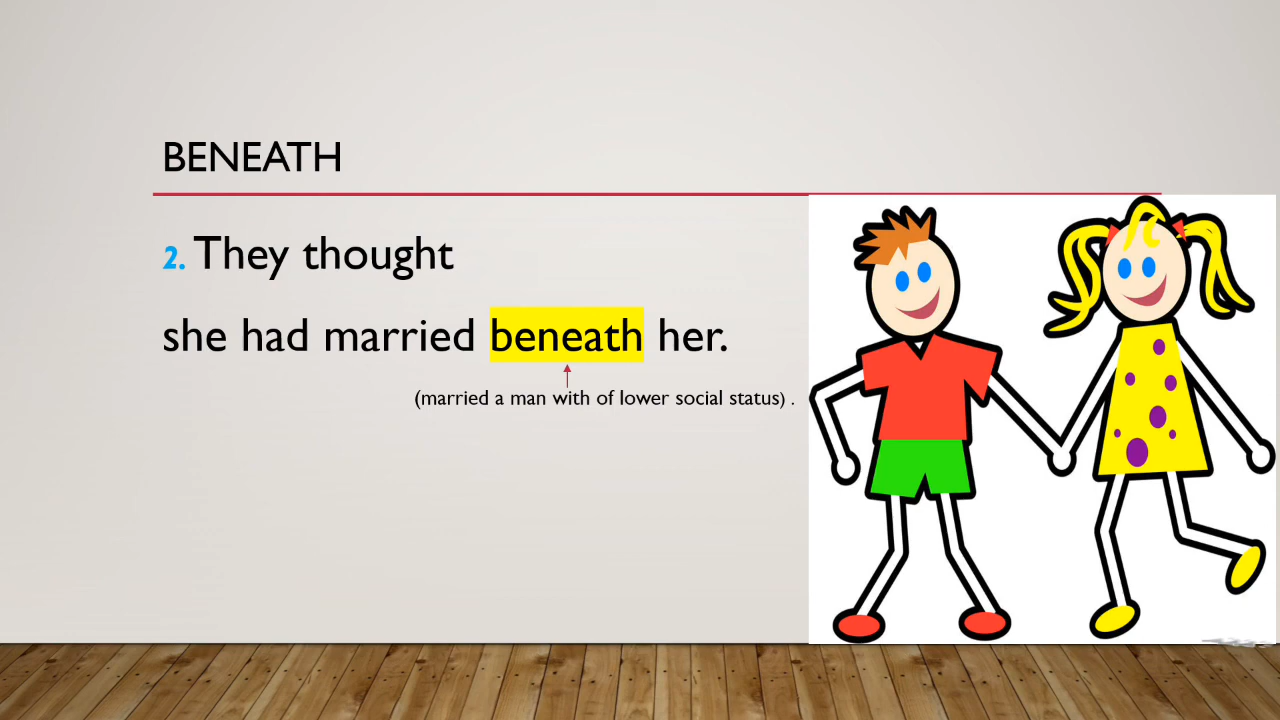 BENEATH
2. They thought
she had married beneath her.
(married a man with of lower social status) .